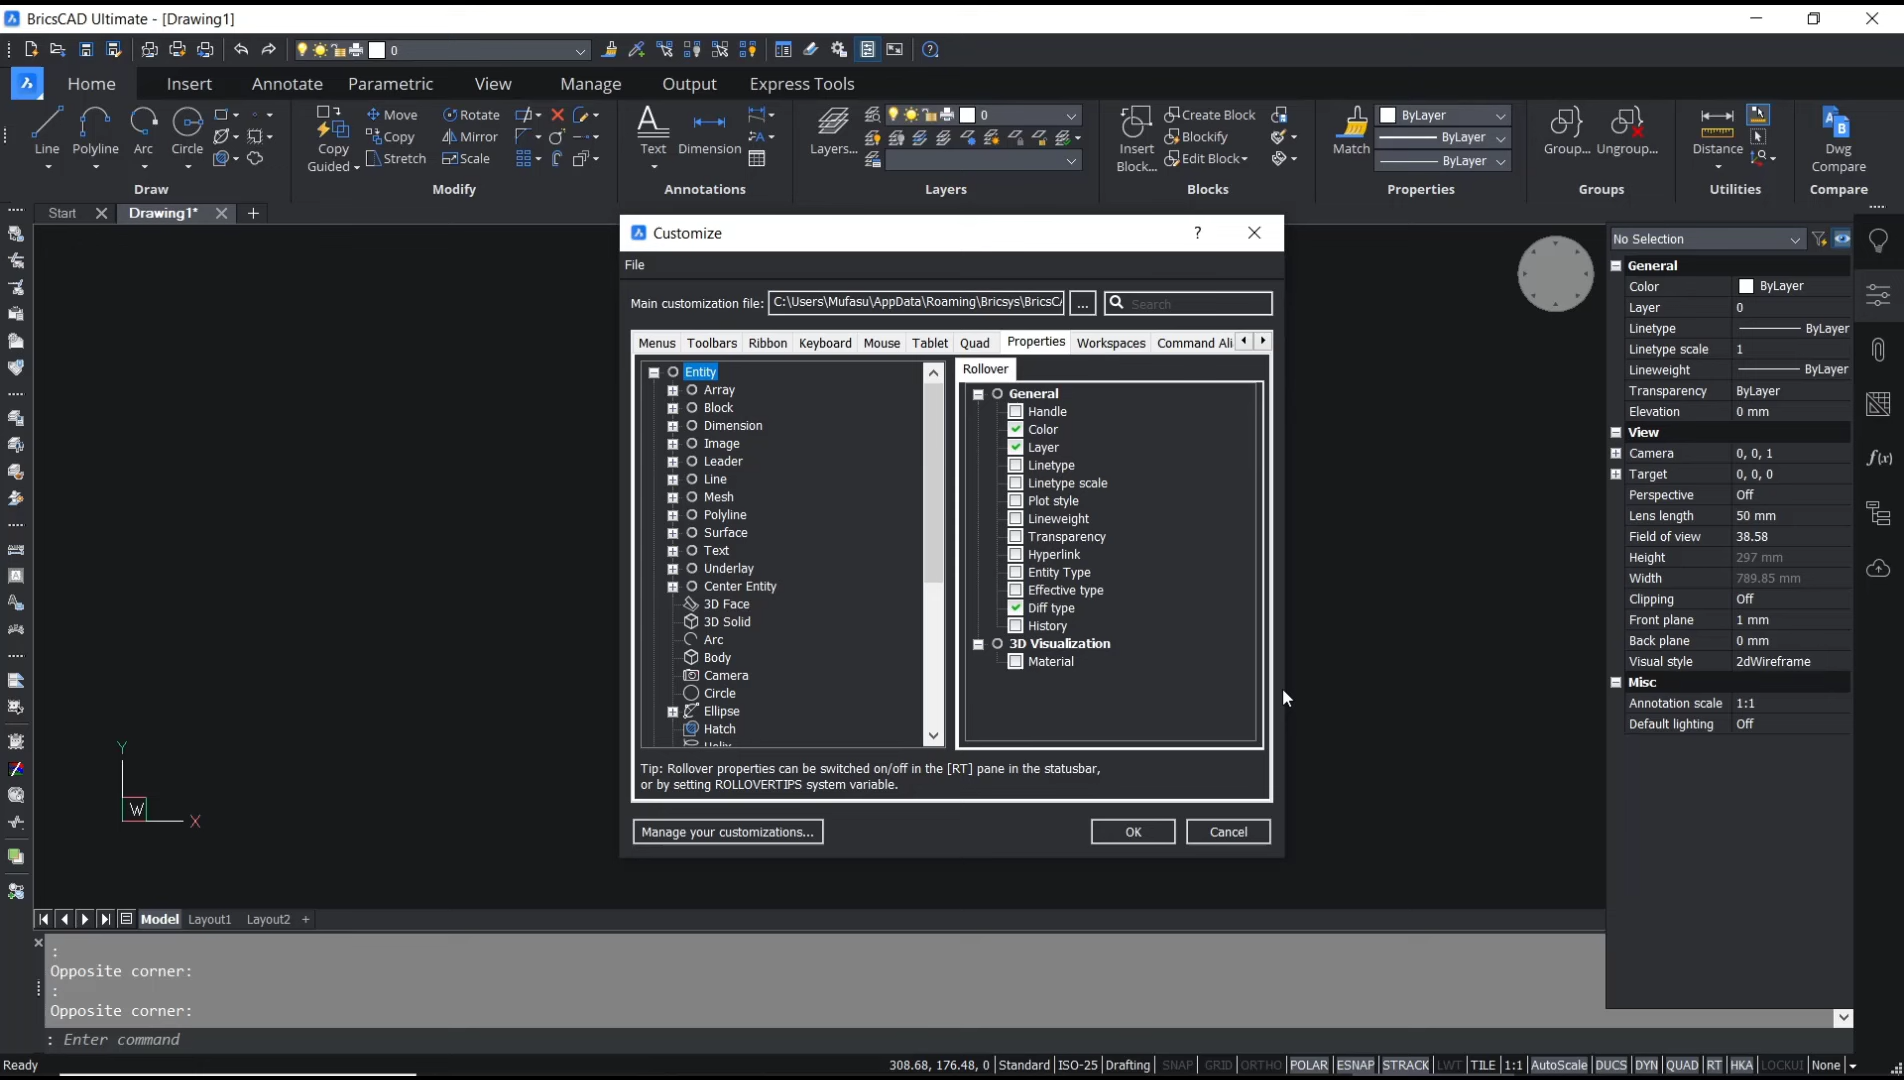 BricsCAD Ultimate - [Drawing1]
0
Home Insert Annotate Parametric View Manage Output Express Tools
Line Polyline Arc Circle
Draw
Copy
Guided
Move Rotate
Copy Mirror
Stretch Scale
Modify
Text Dimension
Annotations
Layers...
0
Layers
Insert
Block...
Create Block
Blockify
Edit Block
Blocks
Match
ByLayer
ByLayer
ByLayer
Properties
Group... Ungroup...
Groups
Distance
Utilities
Dwg
Compare
Compare
Start Drawing1*
Customize ?
File
Main customization file: C:\Users\Mufasu\AppData\Roaming\Bricsys\BricsCA ... Search
Menus Toolbars Ribbon Keyboard Mouse Tablet Quad Properties Workspaces Command Ali
Entity
Array
Block
Dimension
Image
Leader
Line
Mesh
Polyline
Surface
Text
Underlay
Center Entity
3D Face
3D Solid
Arc
Body
Camera
Circle
Ellipse
Hatch
Helix
Rollover
General
Handle
Color
Layer
Linetype
Linetype scale
Plot style
Lineweight
Transparency
Hyperlink
Entity Type
Effective type
Diff type
History
3D Visualization
Material
Tip: Rollover properties can be switched on/off in the [RT] pane in the statusbar,
or by setting ROLLOVERTIPS system variable.
Manage your customizations... OK Cancel
No Selection
General
Color ByLayer
Layer 0
Linetype ByLayer
Linetype scale 1
Lineweight ByLayer
Transparency ByLayer
Elevation 0 mm
View
Camera 0, 0, 1
Target 0, 0, 0
Perspective Off
Lens length 50 mm
Field of view 38.58
Height 297 mm
Width 789.85 mm
Clipping Off
Front plane 1 mm
Back plane 0 mm
Visual style 2dWireframe
Misc
Annotation scale 1:1
Default lighting Off
f(x)
Y
W X
Model Layout1 Layout2 +
:
Opposite corner:
:
Opposite corner:
: Enter command
Ready 308.68, 176.48, 0 Standard ISO-25 Drafting SNAP GRID ORTHO POLAR ESNAP STRACK LWT TILE 1:1 AutoScale DUCS DYN QUAD RT HKA LOCKUI None